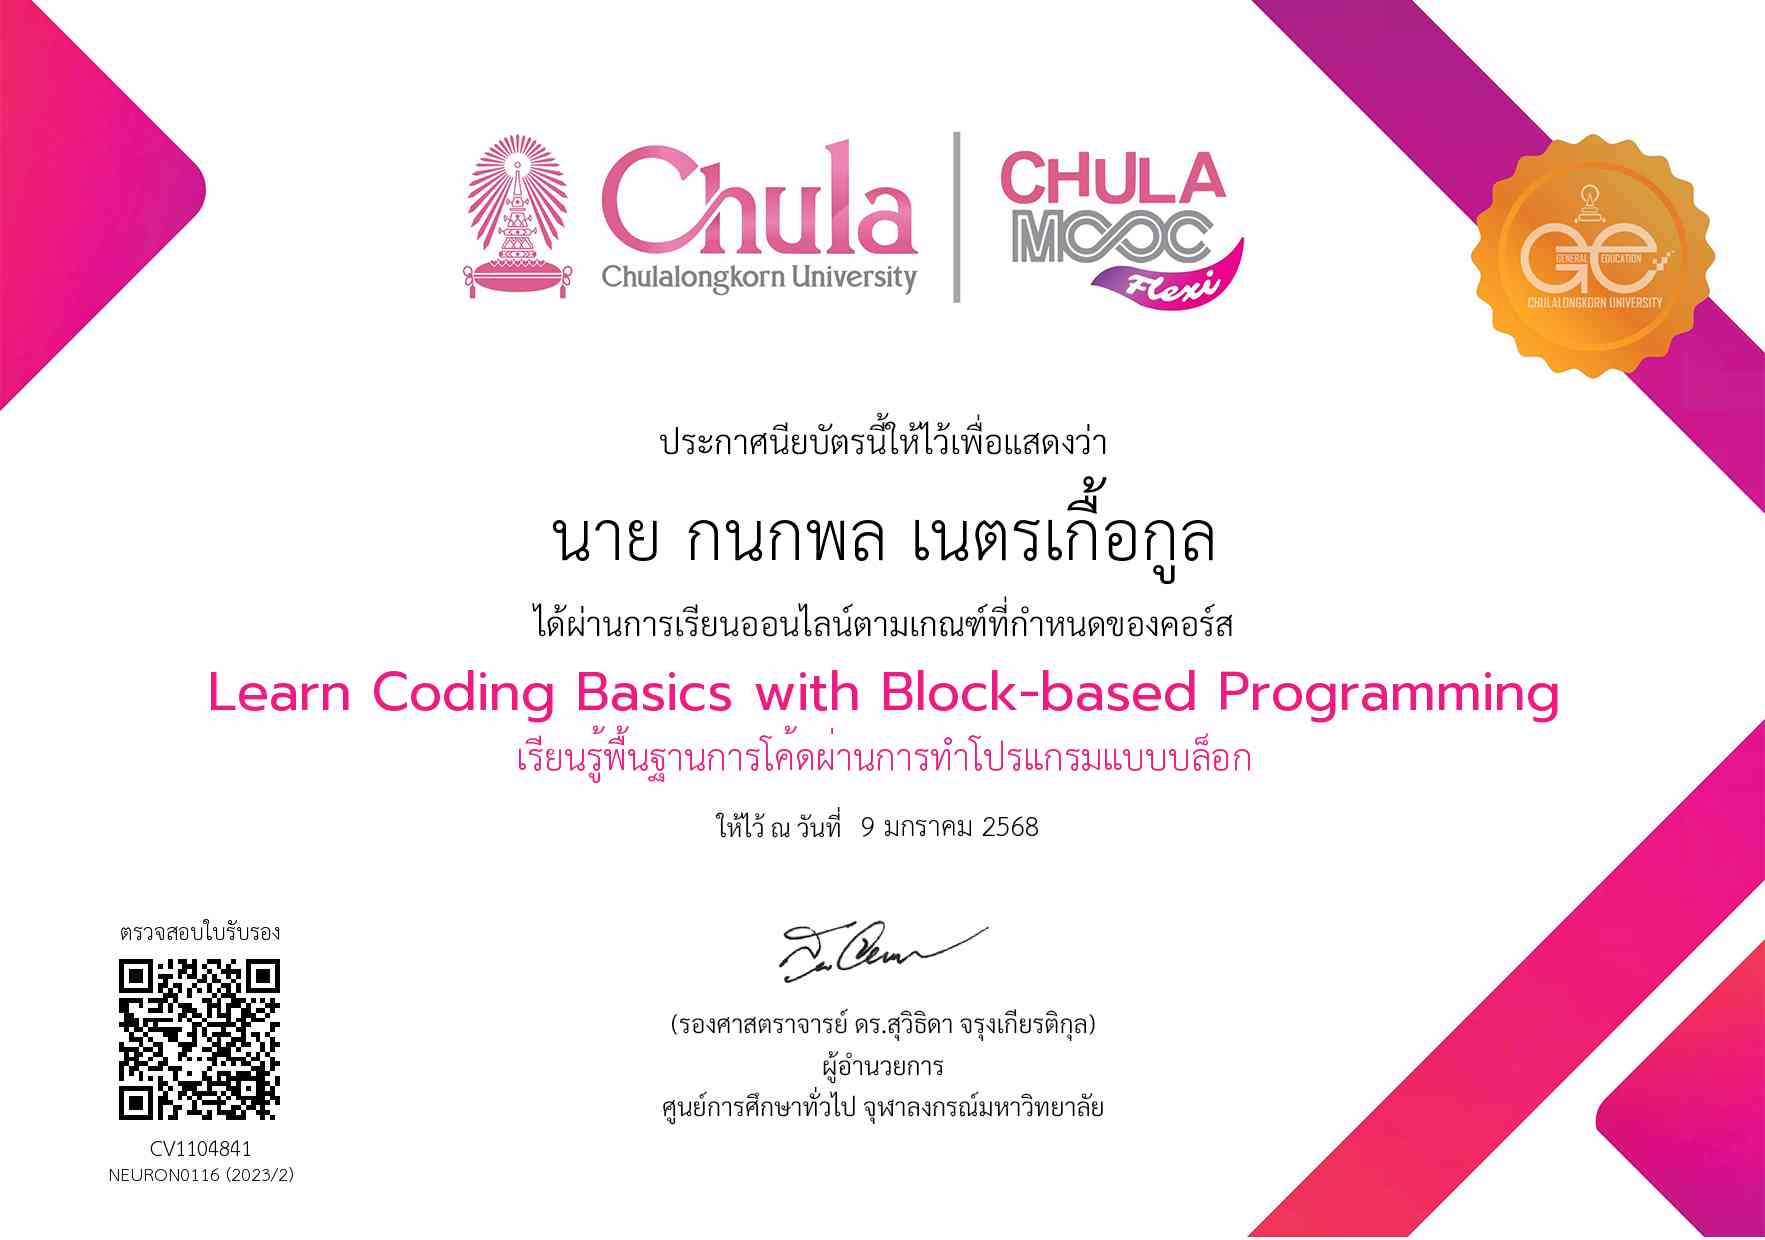 Chula
Chulalongkorn University
CHULA
MOOC
Flexi
GE
GENERAL EDUCATION
CHULALONGKORN UNIVERSITY
ประกาศนียบัตรนี้ให้ไว้เพื่อแสดงว่า
นาย กนกพล เนตรเกื้อกูล
ได้ผ่านการเรียนออนไลน์ตามเกณฑ์ที่กำหนดของคอร์ส
Learn Coding Basics with Block-based Programming
เรียนรู้พื้นฐานการโค้ดผ่านการทำโปรแกรมแบบบล็อก
ให้ไว้ ณ วันที่ 9 มกราคม 2568
ตรวจสอบใบรับรอง
CV1104841
NEURON0116 (2023/2)
(รองศาสตราจารย์ ดร.สุวิธิดา จรุงเกียรติกุล)
ผู้อำนวยการ
ศูนย์การศึกษาทั่วไป จุฬาลงกรณ์มหาวิทยาลัย